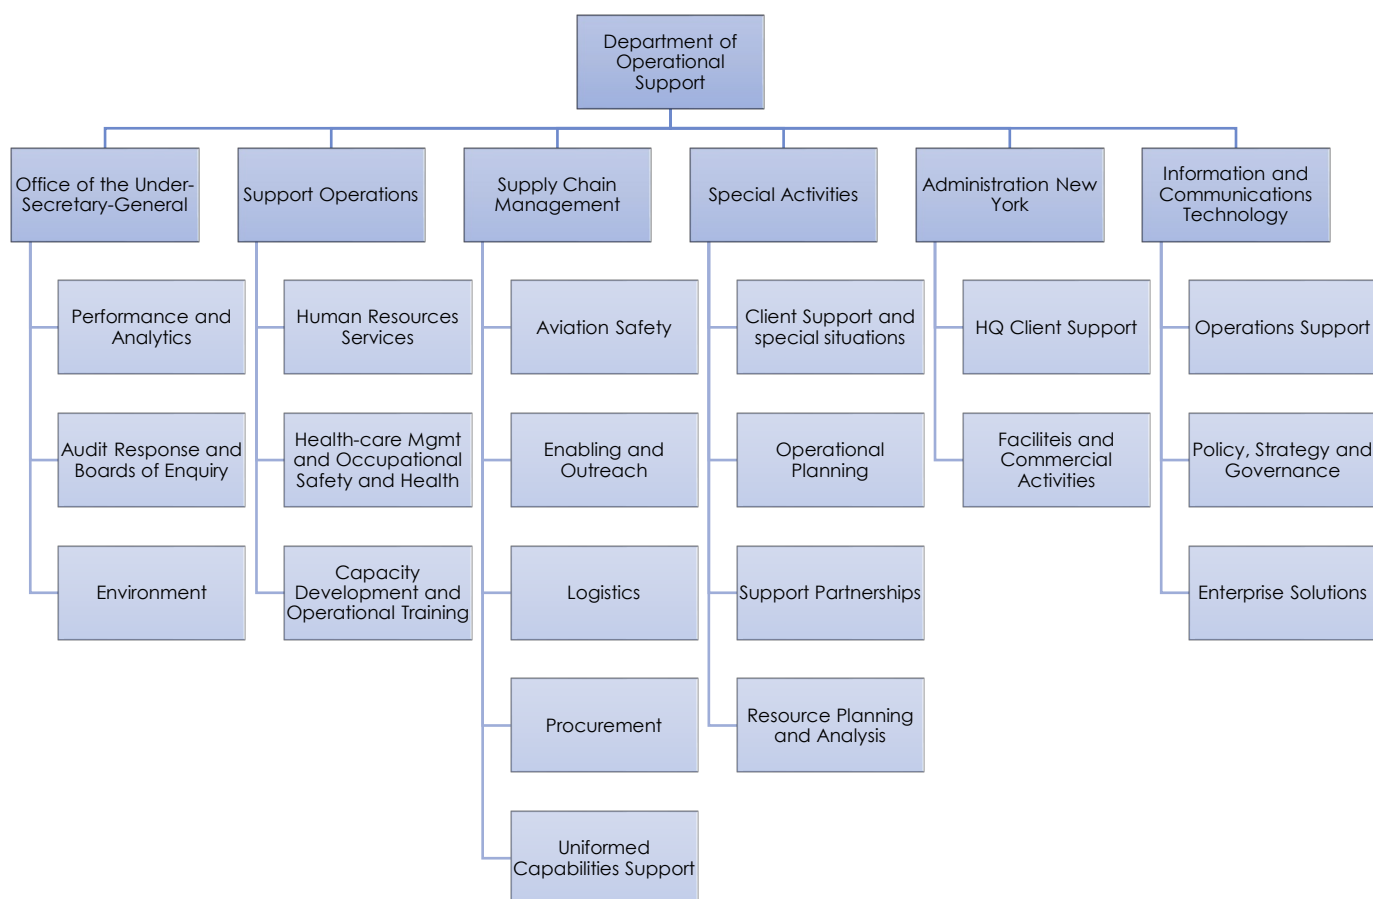 Department of
Operational
Support
Office of the Under-
Secretary-General
Support Operations
Supply Chain
Management
Special Activities
Administration New
York
Information and
Communications
Technology
Performance and
Analytics
Human Resources
Services
Aviation Safety
Client Support and
special situations
HQ Client Support
Operations Support
Audit Response and
Boards of Enquiry
Health-care Mgmt
and Occupational
Safety and Health
Enabling and
Outreach
Operational
Planning
Faciliteis and
Commercial
Activities
Policy, Strategy and
Governance
Environment
Capacity
Development and
Operational Training
Logistics
Support Partnerships
Enterprise Solutions
Procurement
Resource Planning
and Analysis
Uniformed
Capabilities Support